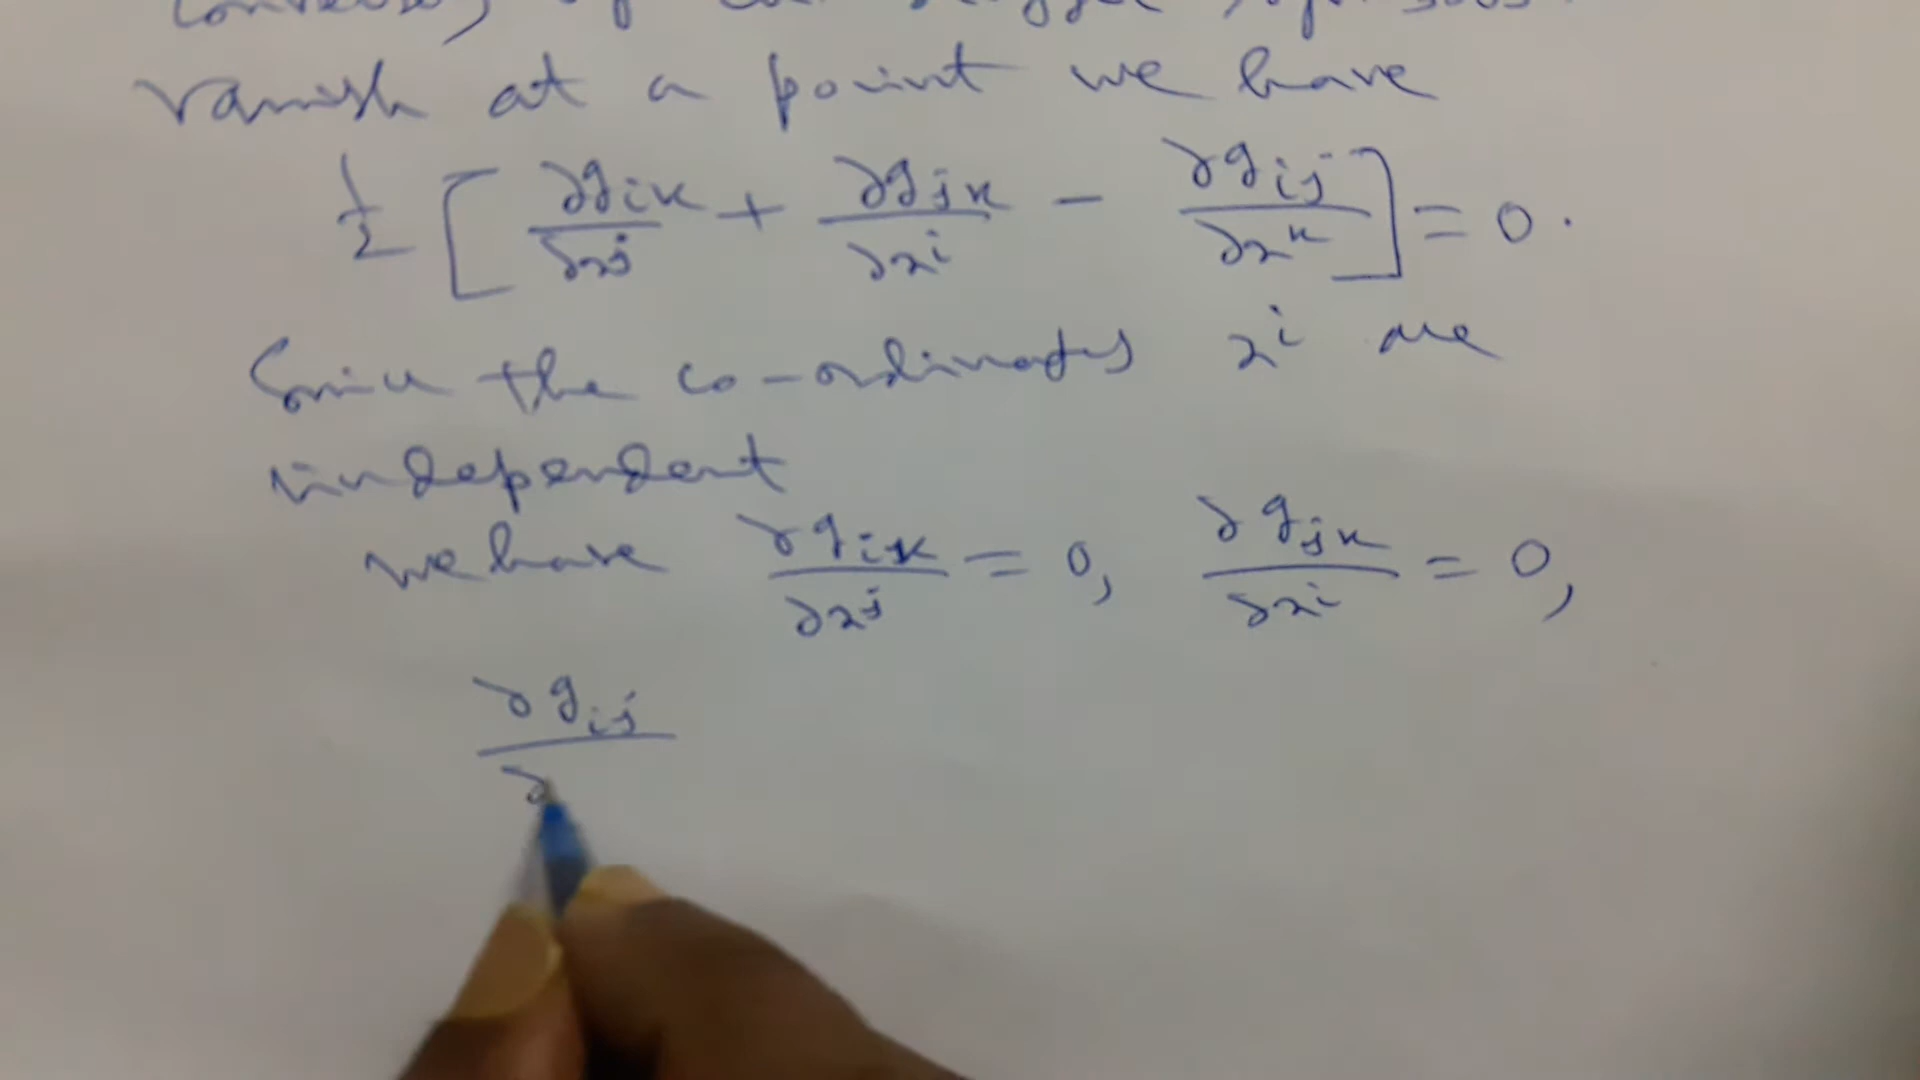 vanish at a point we have
1/2 [ ∂g_ik/∂x^j + ∂g_jk/∂x^i - ∂g_ij/∂x^k ] = 0.
Since the co-ordinates x^i are
independent
we have ∂g_ik/∂x^j = 0, ∂g_jk/∂x^i = 0,
∂g_ij/∂